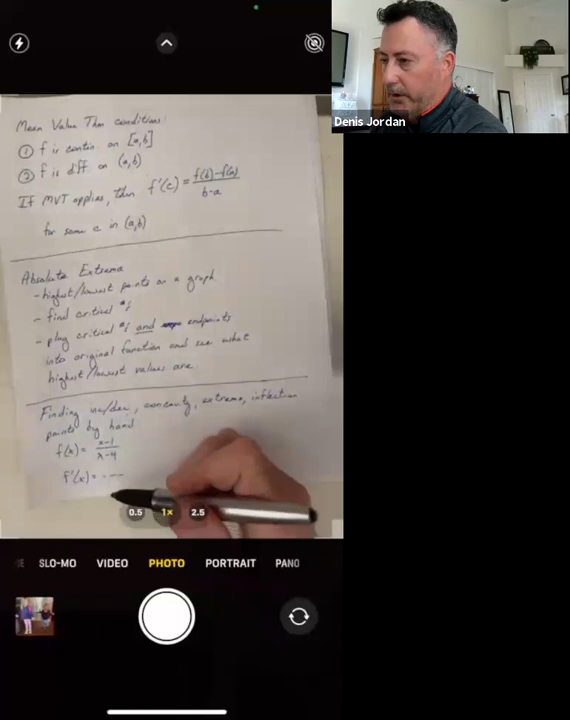 Denis Jordan
Mean Value Thm conditions:
① f is contin. on [a,b]
② f is diff on (a,b)
If MVT applies, then f'(c) = f(b)-f(a) / b-a
for some c in (a,b)
Absolute Extrema
- highest/lowest points on a graph
- find critical #s
- plug critical #s and endpoints
into original function and see what
highest/lowest values are.
Finding inc/dec, concavity, extrema, inflection
points by hand
f(x) = x-1 / x-4
f'(x) = ----
0.5 1× 2.5
SLO-MO VIDEO PHOTO PORTRAIT PANO